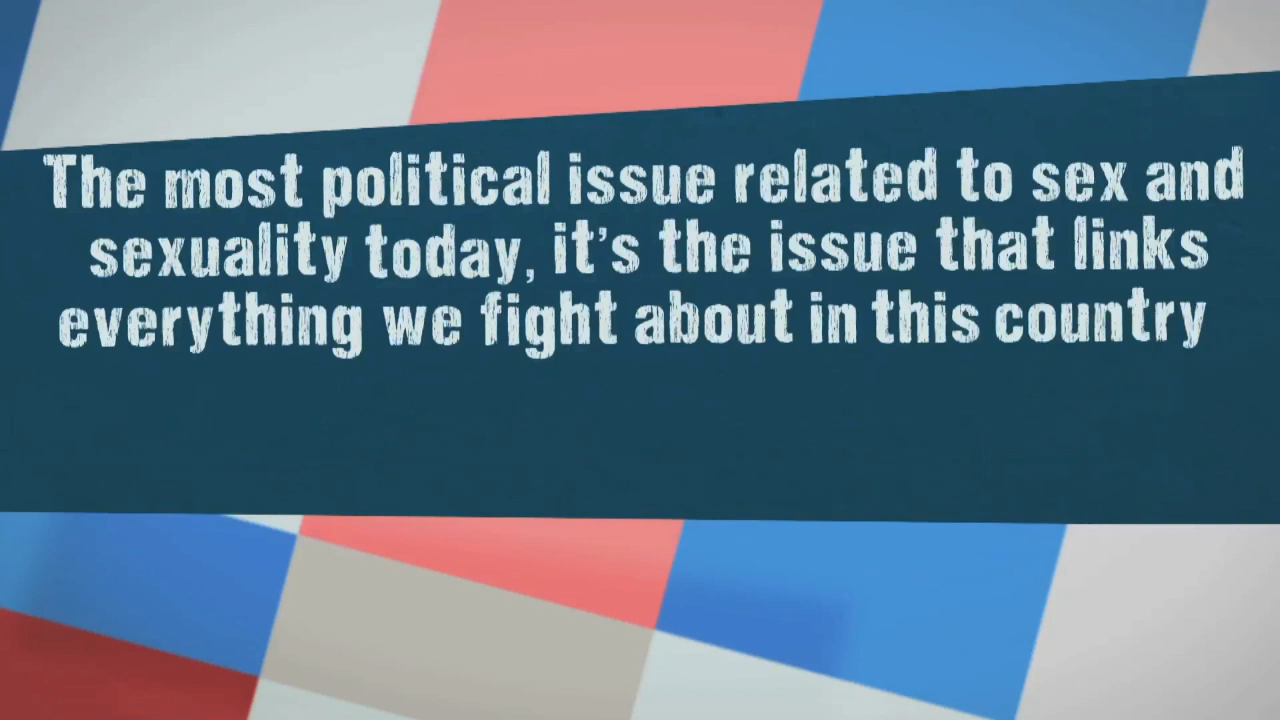 The most political issue related to sex and
sexuality today, it's the issue that links
everything we fight about in this country